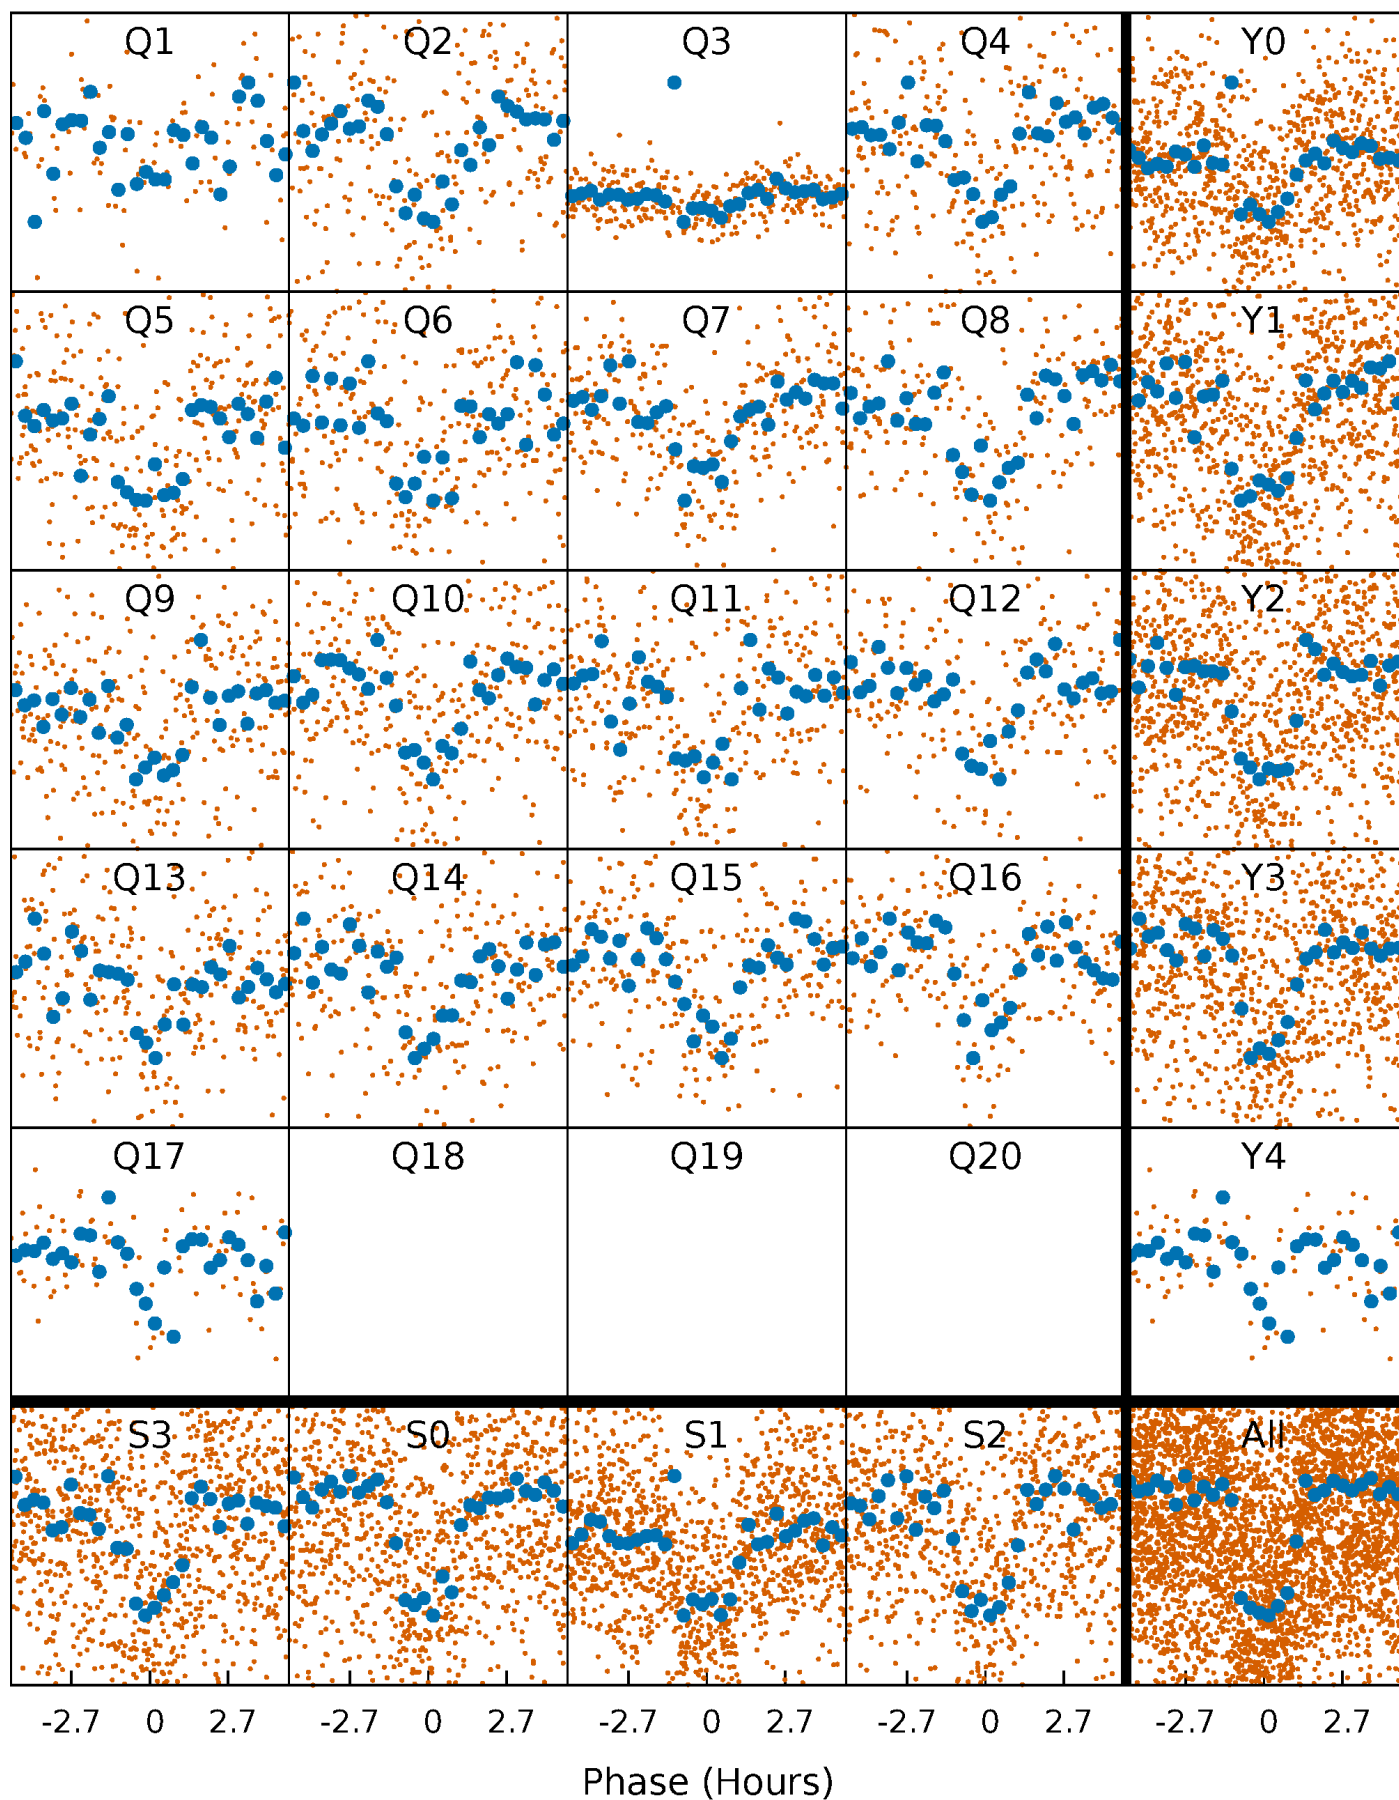 Q1 Q2 Q3 Q4 Y0
Q5 Q6 Q7 Q8 Y1
Q9 Q10 Q11 Q12 Y2
Q13 Q14 Q15 Q16 Y3
Q17 Q18 Q19 Q20 Y4
S3 S0 S1 S2 All
-2.7 0 2.7 -2.7 0 2.7 -2.7 0 2.7 -2.7 0 2.7 -2.7 0 2.7
Phase (Hours)